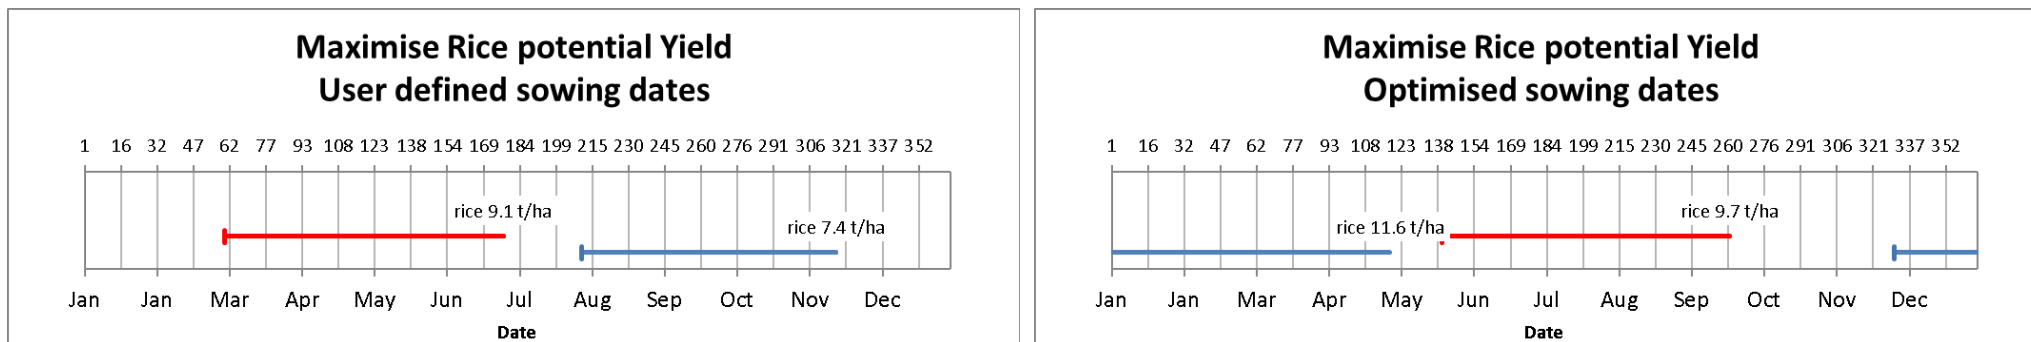 Maximise Rice potential Yield
User defined sowing dates
1 16 32 47 62 77 93 108 123 138 154 169 184 199 215 230 245 260 276 291 306 321 337 352
rice 9.1 t/ha
rice 7.4 t/ha
Jan Jan Mar Apr May Jun Jul Aug Sep Oct Nov Dec
Date
Maximise Rice potential Yield
Optimised sowing dates
1 16 32 47 62 77 93 108 123 138 154 169 184 199 215 230 245 260 276 291 306 321 337 352
rice 9.7 t/ha
rice 11.6 t/ha
Jan Jan Mar Apr May Jun Jul Aug Sep Oct Nov Dec
Date